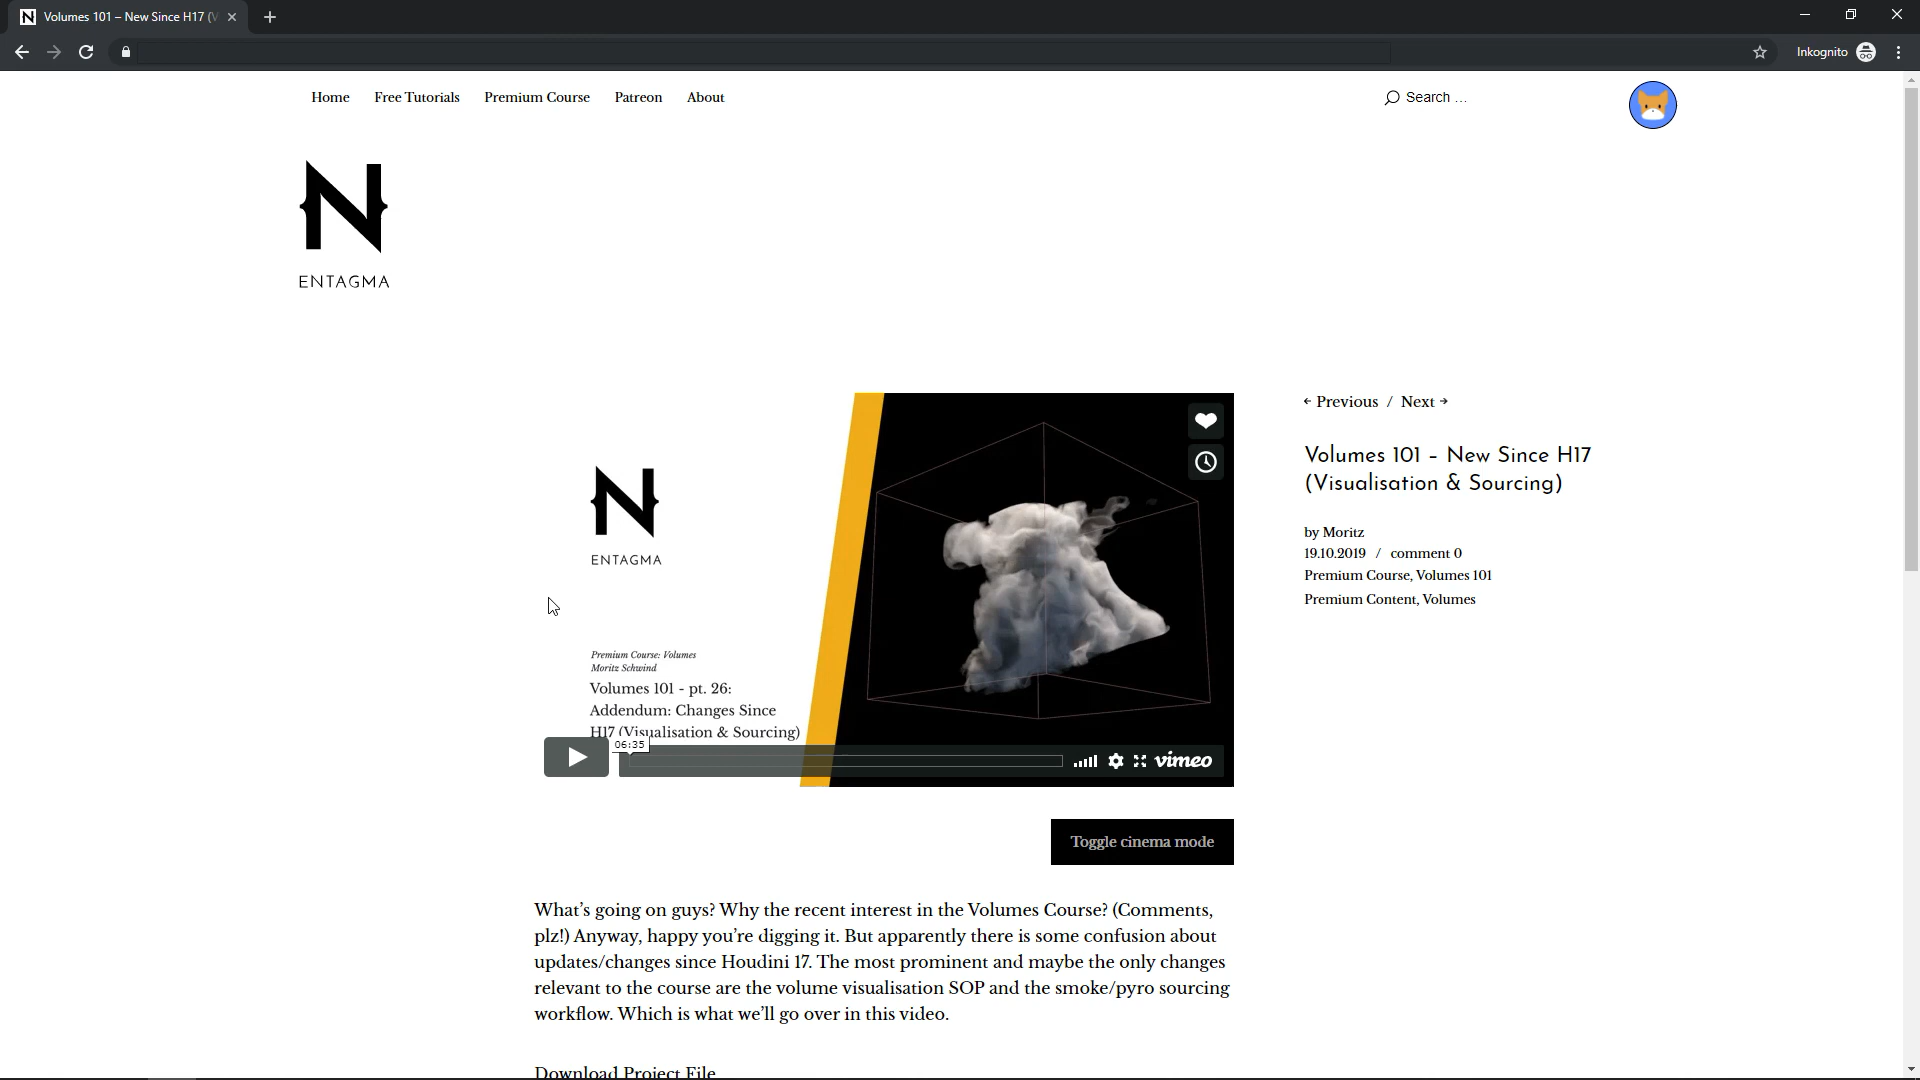 Volumes 101 – New Since H17 (V
Inkognito
Home Free Tutorials Premium Course Patreon About
Search …
ENTAGMA
← Previous / Next →
Volumes 101 – New Since H17
(Visualisation & Sourcing)
by Moritz
19.10.2019 / comment 0
Premium Course, Volumes 101
Premium Content, Volumes
ENTAGMA
Premium Course: Volumes
Moritz Schwind
Volumes 101 - pt. 26:
Addendum: Changes Since
H17 (Visualisation & Sourcing)
06:35
vimeo
Toggle cinema mode
What’s going on guys? Why the recent interest in the Volumes Course? (Comments,
plz!) Anyway, happy you’re digging it. But apparently there is some confusion about
updates/changes since Houdini 17. The most prominent and maybe the only changes
relevant to the course are the volume visualisation SOP and the smoke/pyro sourcing
workflow. Which is what we’ll go over in this video.
Download Project File